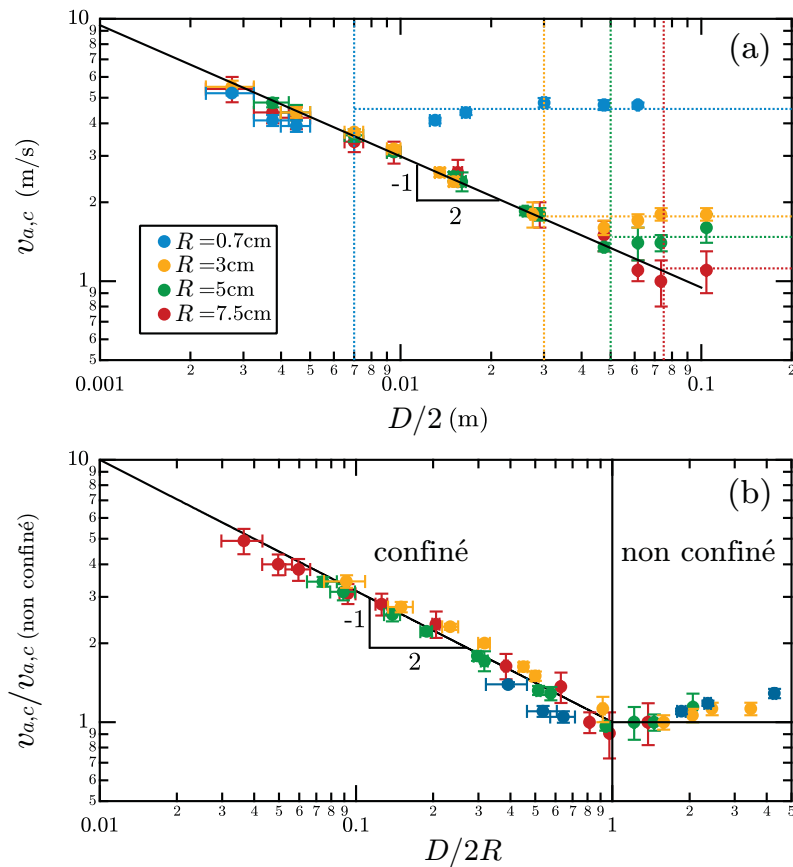 10
9
8
7
6
5
4
3
2
1
9
8
7
6
5
v_{a,c} (m/s)
(a)
-1
2
R = 0.7cm
R = 3cm
R = 5cm
R = 7.5cm
0.001 2 3 4 5 6 7 8 9 0.01 2 3 4 5 6 7 8 9 0.1 2
D/2 (m)
10
9
8
7
6
5
4
3
2
1
9
8
7
6
5
v_{a,c}/v_{a,c (non confiné)}
(b)
confiné
non confiné
-1
2
0.01 2 3 4 5 6 7 8 9 0.1 2 3 4 5 6 7 8 9 1 2 3 4 5
D/2R